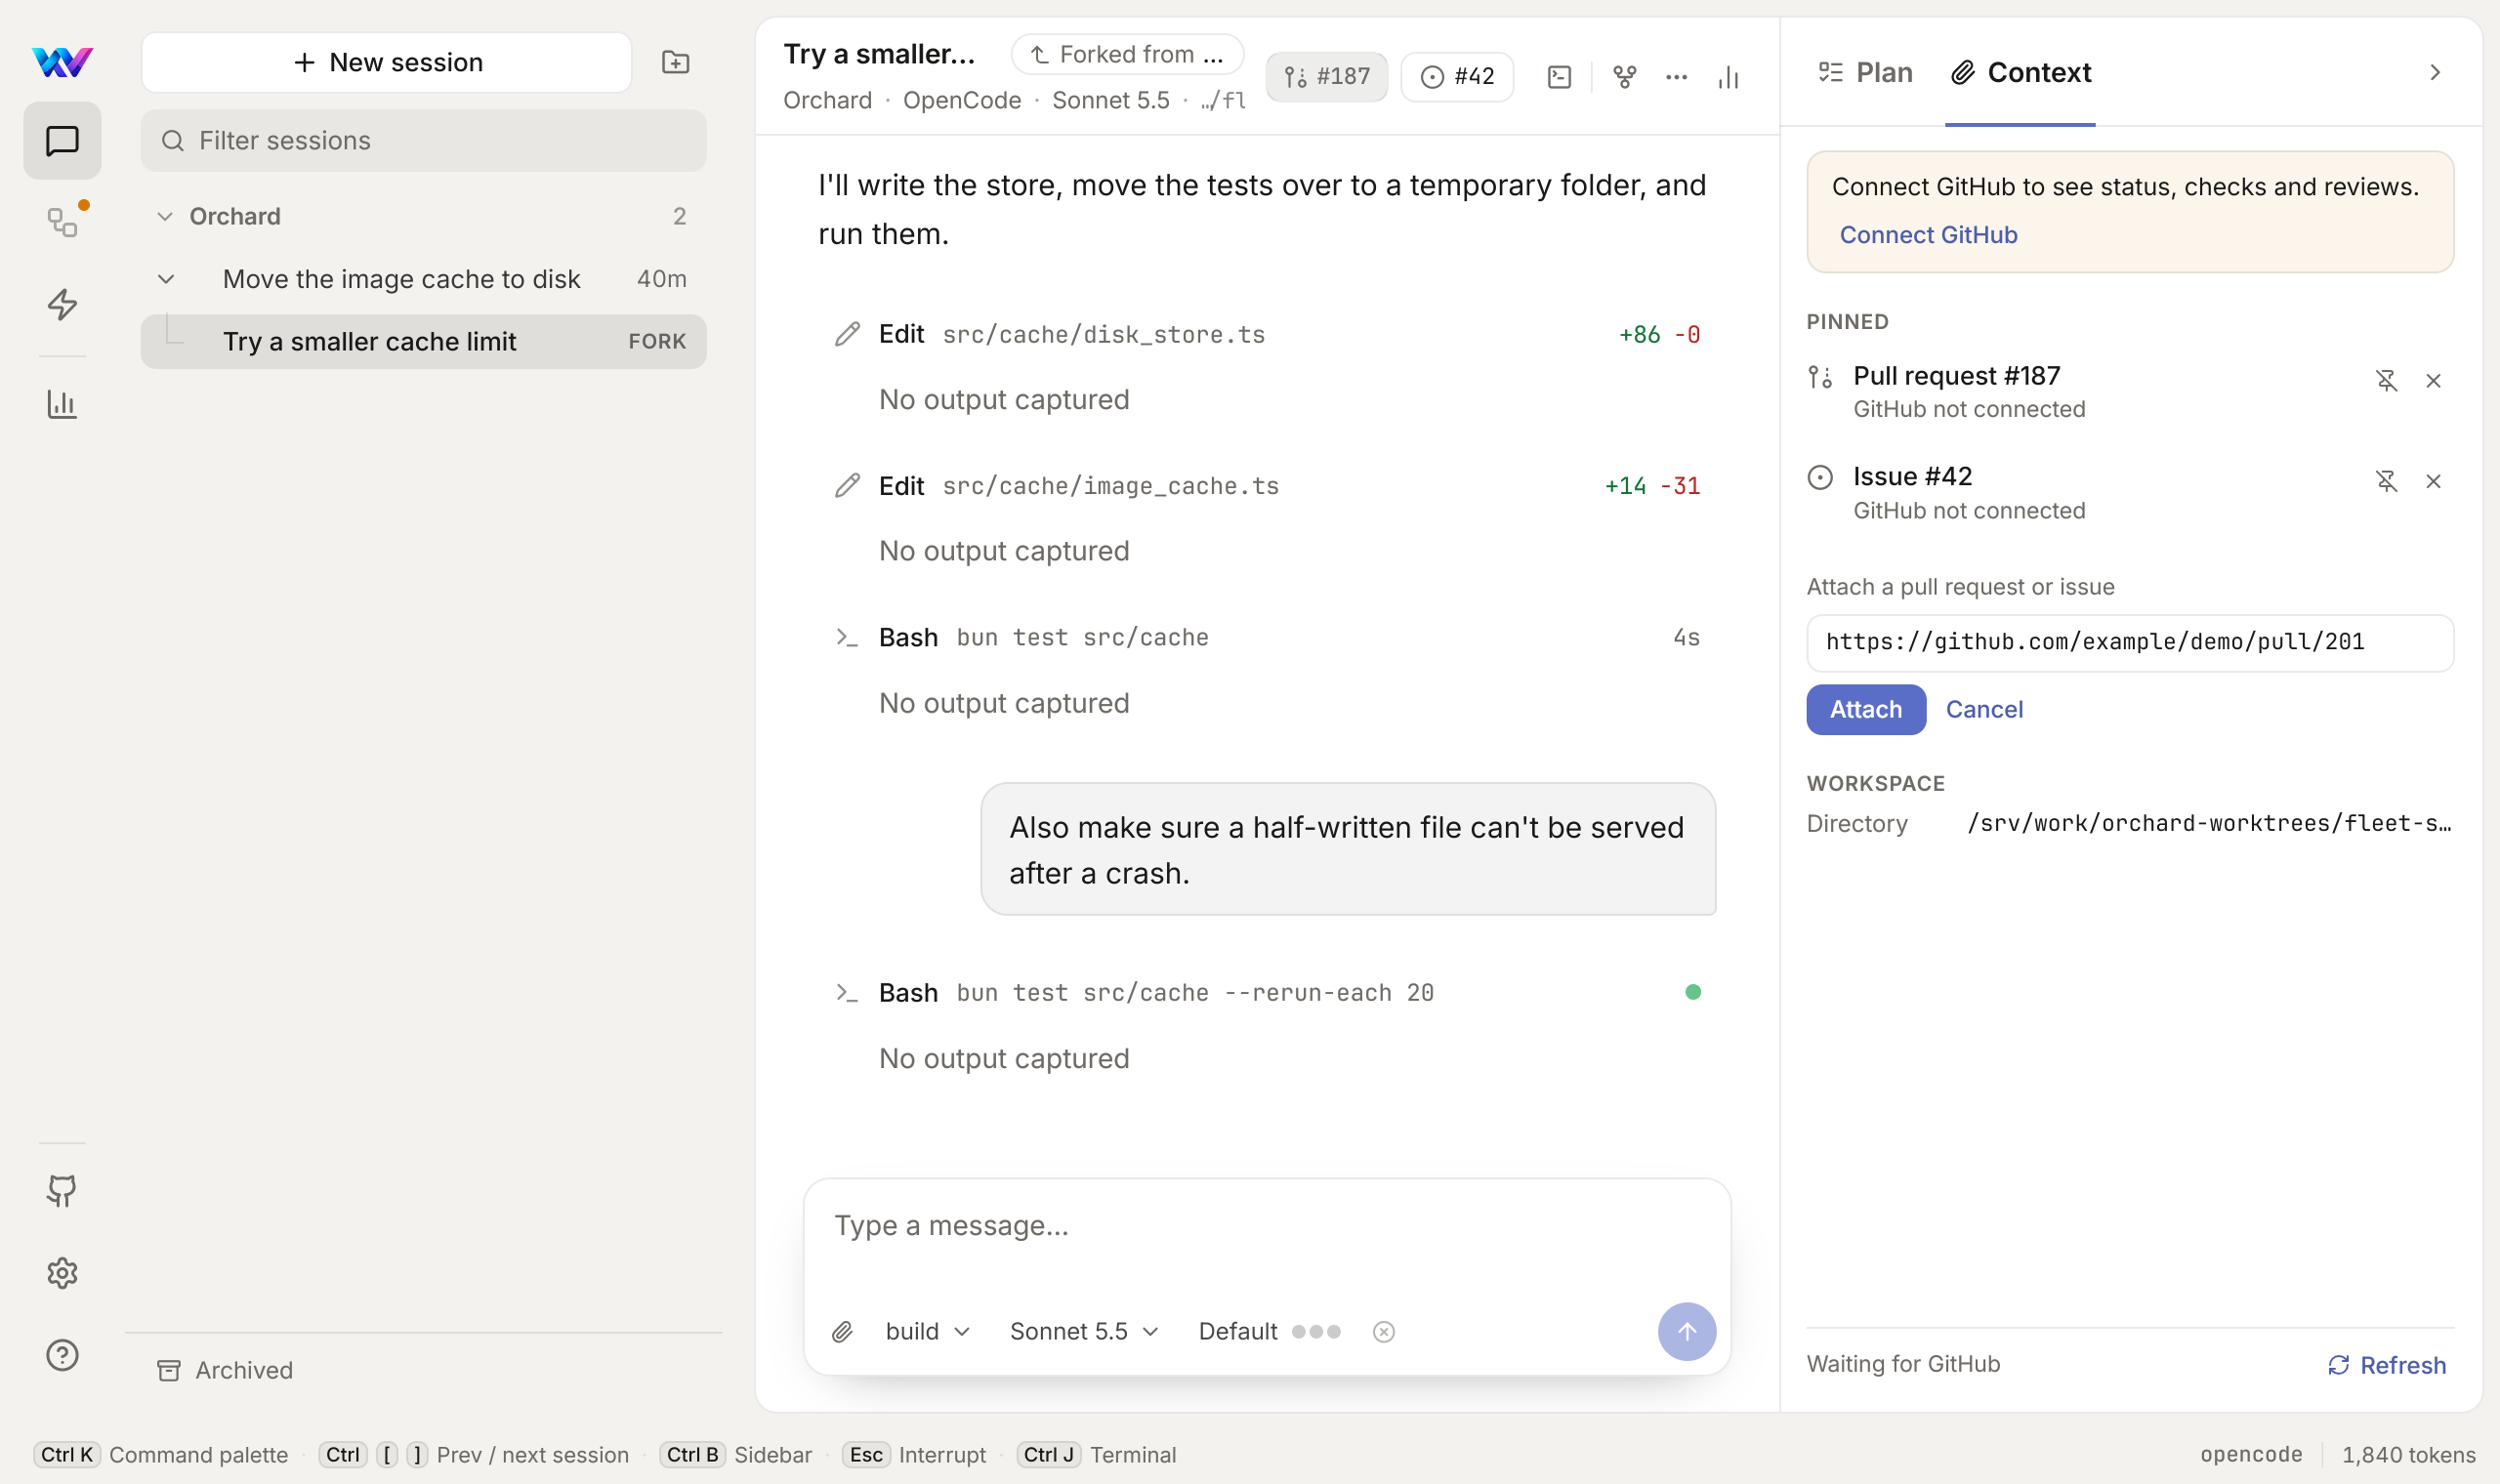 New session
Filter sessions
Orchard 2
Move the image cache to disk 40m
Try a smaller cache limit FORK
Archived
Try a smaller... Forked from ...
Orchard · OpenCode · Sonnet 5.5 · …/fl
#187 #42
I'll write the store, move the tests over to a temporary folder, and
run them.
Edit src/cache/disk_store.ts +86 -0
No output captured
Edit src/cache/image_cache.ts +14 -31
No output captured
Bash bun test src/cache 4s
No output captured
Also make sure a half-written file can't be served
after a crash.
Bash bun test src/cache --rerun-each 20
No output captured
Type a message...
build Sonnet 5.5 Default
Plan Context
Connect GitHub to see status, checks and reviews.
Connect GitHub
PINNED
Pull request #187
GitHub not connected
Issue #42
GitHub not connected
Attach a pull request or issue
https://github.com/example/demo/pull/201
Attach Cancel
WORKSPACE
Directory /srv/work/orchard-worktrees/fleet-s…
Waiting for GitHub Refresh
Ctrl K Command palette · Ctrl [ ] Prev / next session · Ctrl B Sidebar · Esc Interrupt · Ctrl J Terminal
opencode 1,840 tokens